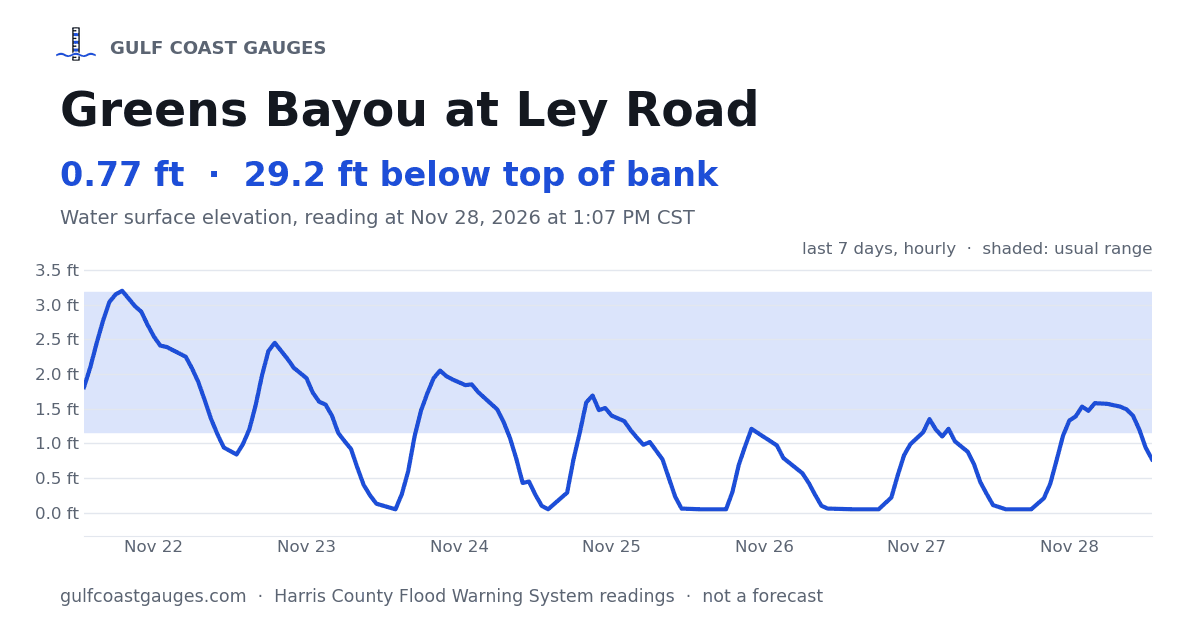 GULF COAST GAUGES
Greens Bayou at Ley Road
0.77 ft · 29.2 ft below top of bank
Water surface elevation, reading at Nov 28, 2026 at 1:07 PM CST
last 7 days, hourly · shaded: usual range
3.5 ft
3.0 ft
2.5 ft
2.0 ft
1.5 ft
1.0 ft
0.5 ft
0.0 ft
Nov 22 Nov 23 Nov 24 Nov 25 Nov 26 Nov 27 Nov 28
gulfcoastgauges.com · Harris County Flood Warning System readings · not a forecast